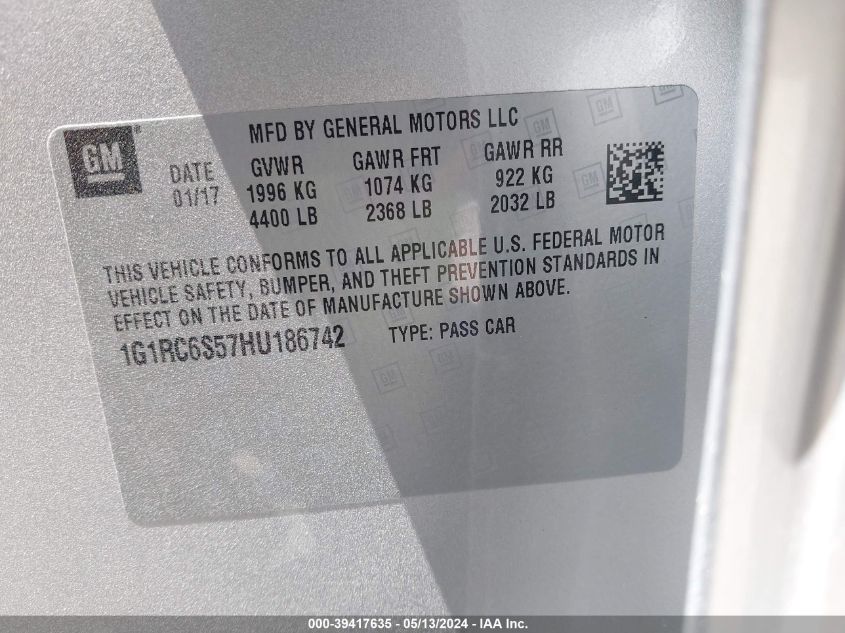 MFD BY GENERAL MOTORS LLC
GM
DATE GVWR GAWR FRT GAWR RR
01/17 1996 KG 1074 KG 922 KG
4400 LB 2368 LB 2032 LB
THIS VEHICLE CONFORMS TO ALL APPLICABLE U.S. FEDERAL MOTOR
VEHICLE SAFETY, BUMPER, AND THEFT PREVENTION STANDARDS IN
EFFECT ON THE DATE OF MANUFACTURE SHOWN ABOVE.
1G1RC6S57HU186742 TYPE: PASS CAR
000-39417635 - 05/13/2024 - IAA Inc.